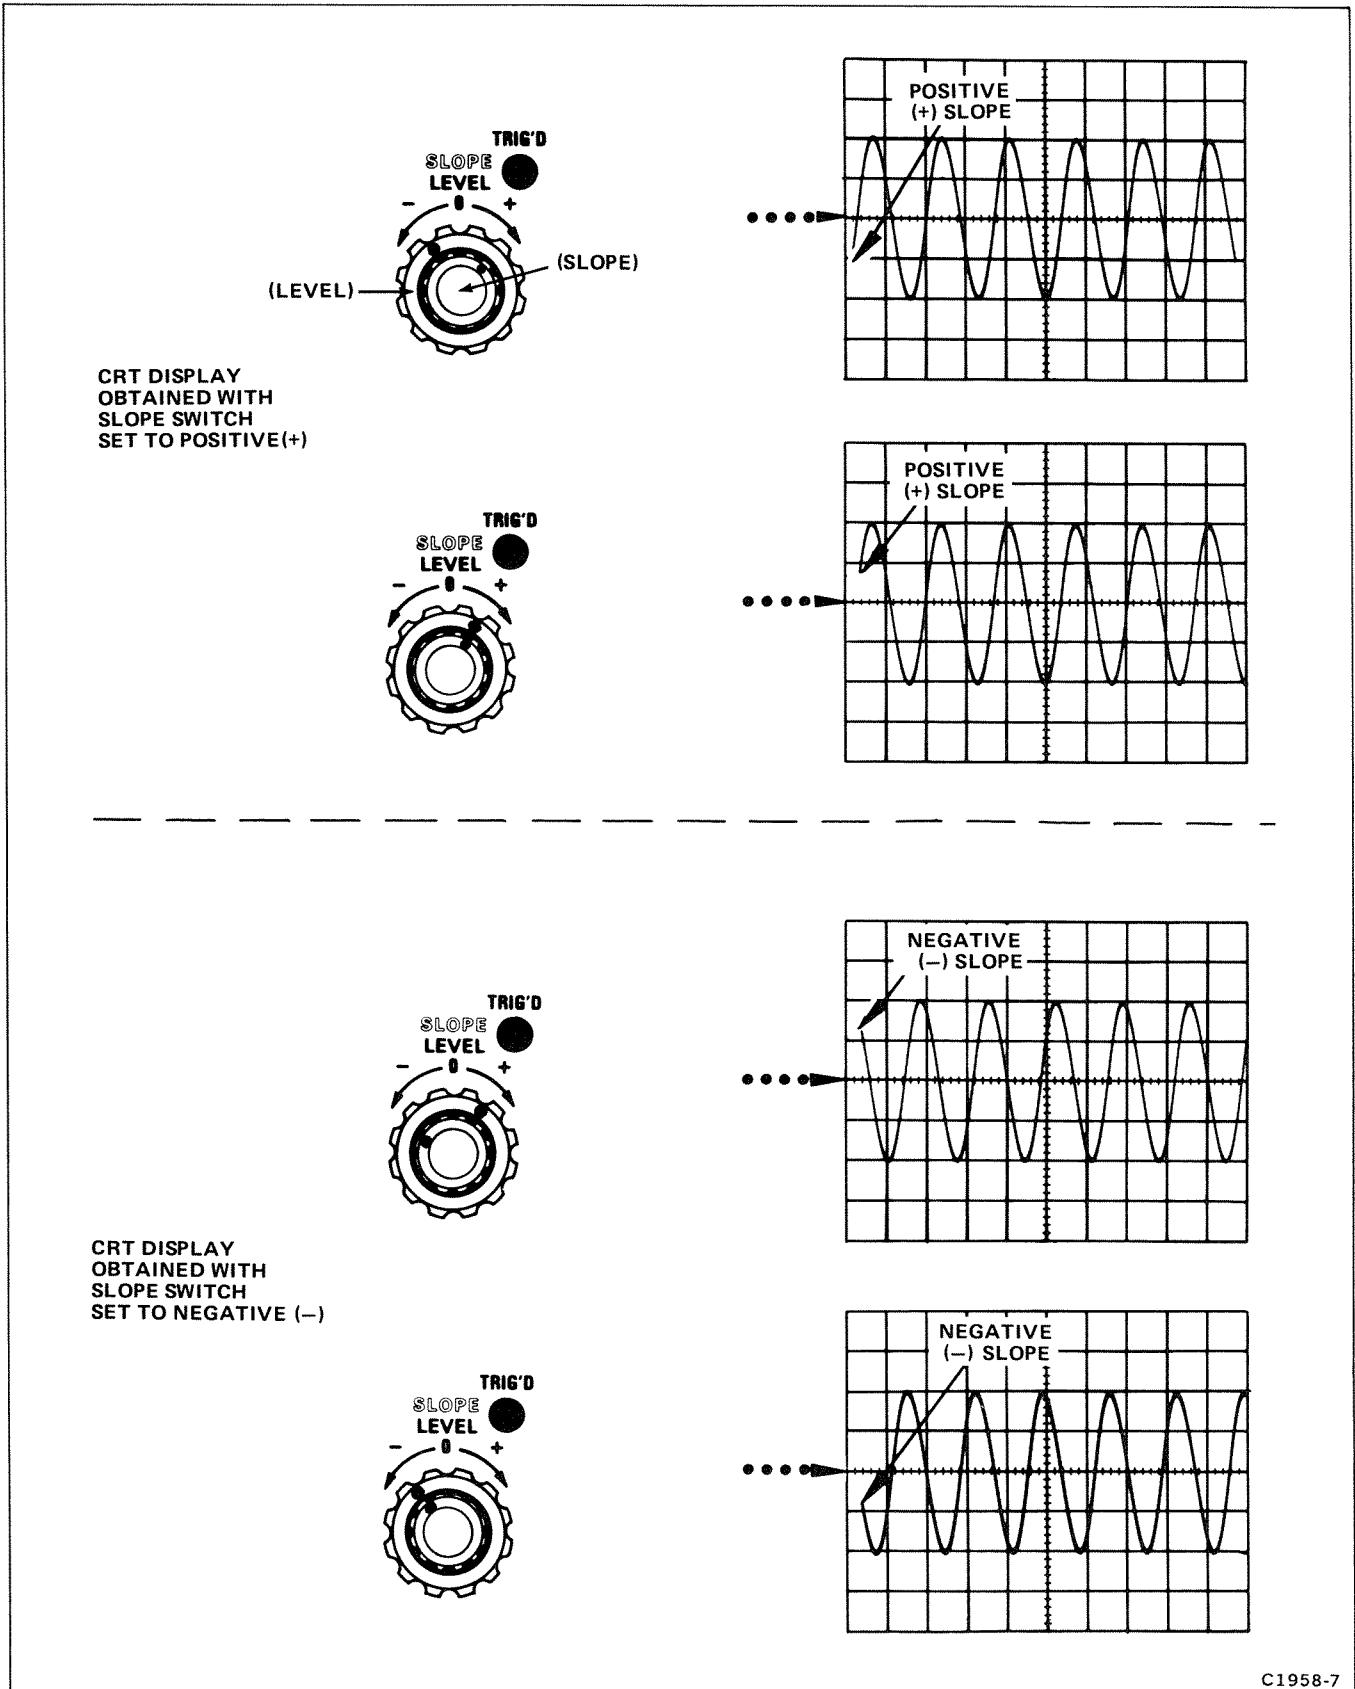 POSITIVE
(+) SLOPE
TRIG'D
SLOPE
LEVEL
- 0 +
(SLOPE)
(LEVEL)
CRT DISPLAY
OBTAINED WITH
SLOPE SWITCH
SET TO POSITIVE(+)
POSITIVE
(+) SLOPE
TRIG'D
SLOPE
LEVEL
- 0 +
NEGATIVE
(—) SLOPE
TRIG'D
SLOPE
LEVEL
- 0 +
CRT DISPLAY
OBTAINED WITH
SLOPE SWITCH
SET TO NEGATIVE (—)
NEGATIVE
(—) SLOPE
TRIG'D
SLOPE
LEVEL
- 0 +
C1958-7